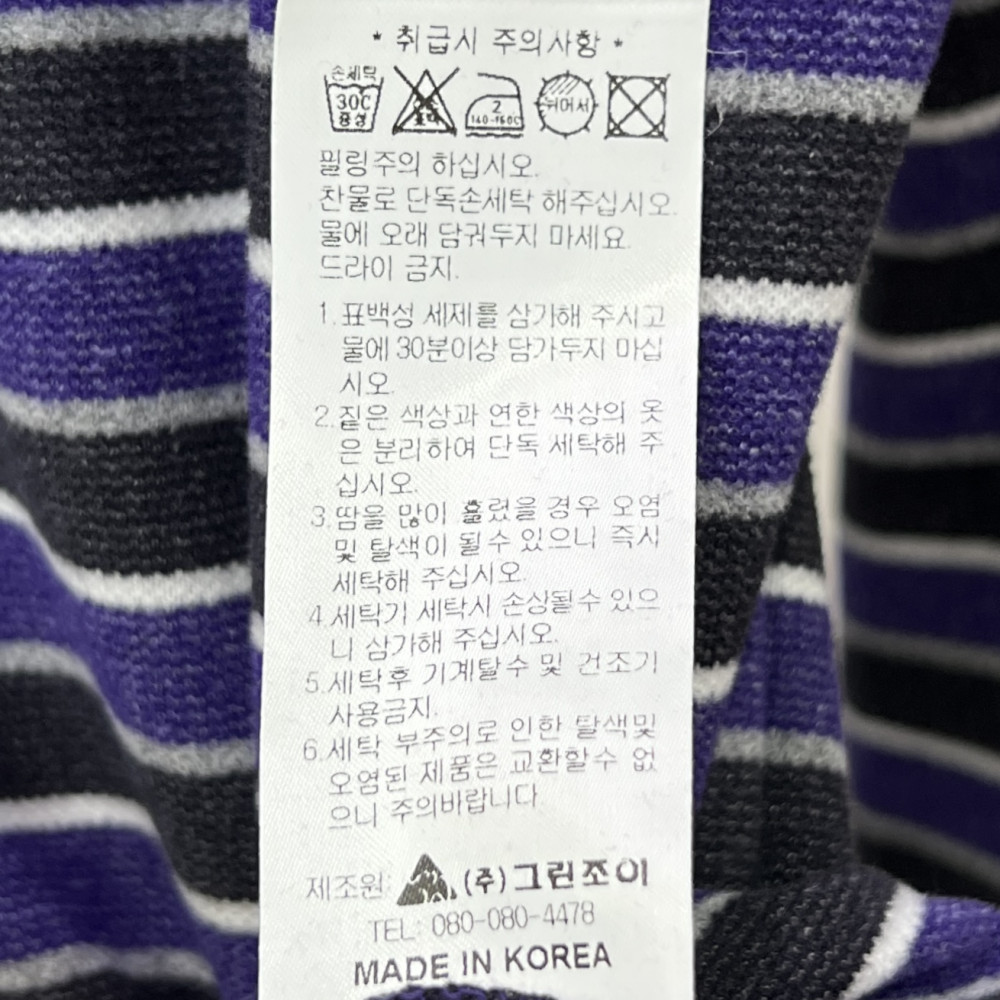 * 취급시 주의사항 *
손세탁
30C
중성
2
140-160C
뉘어서
필링주의 하십시오.
찬물로 단독손세탁 해주십시오.
물에 오래 담궈두지 마세요.
드라이 금지.
1. 표백성 세제를 삼가해 주시고
물에 30분이상 담가두지 마십
시오.
2. 짙은 색상과 연한 색상의 옷
은 분리하여 단독 세탁해 주
십시오.
3. 땀을 많이 흘렸을 경우 오염
및 탈색이 될수 있으니 즉시
세탁해 주십시오.
4 세탁기 세탁시 손상될수 있으
니 삼가해 주십시오.
5. 세탁후 기계탈수 및 건조기
사용금지.
6. 세탁 부주의로 인한 탈색및
오염된 제품은 교환할수 없
으니 주의바랍니다.
제조원: (주)그린조이
TEL: 080-080-4478
MADE IN KOREA